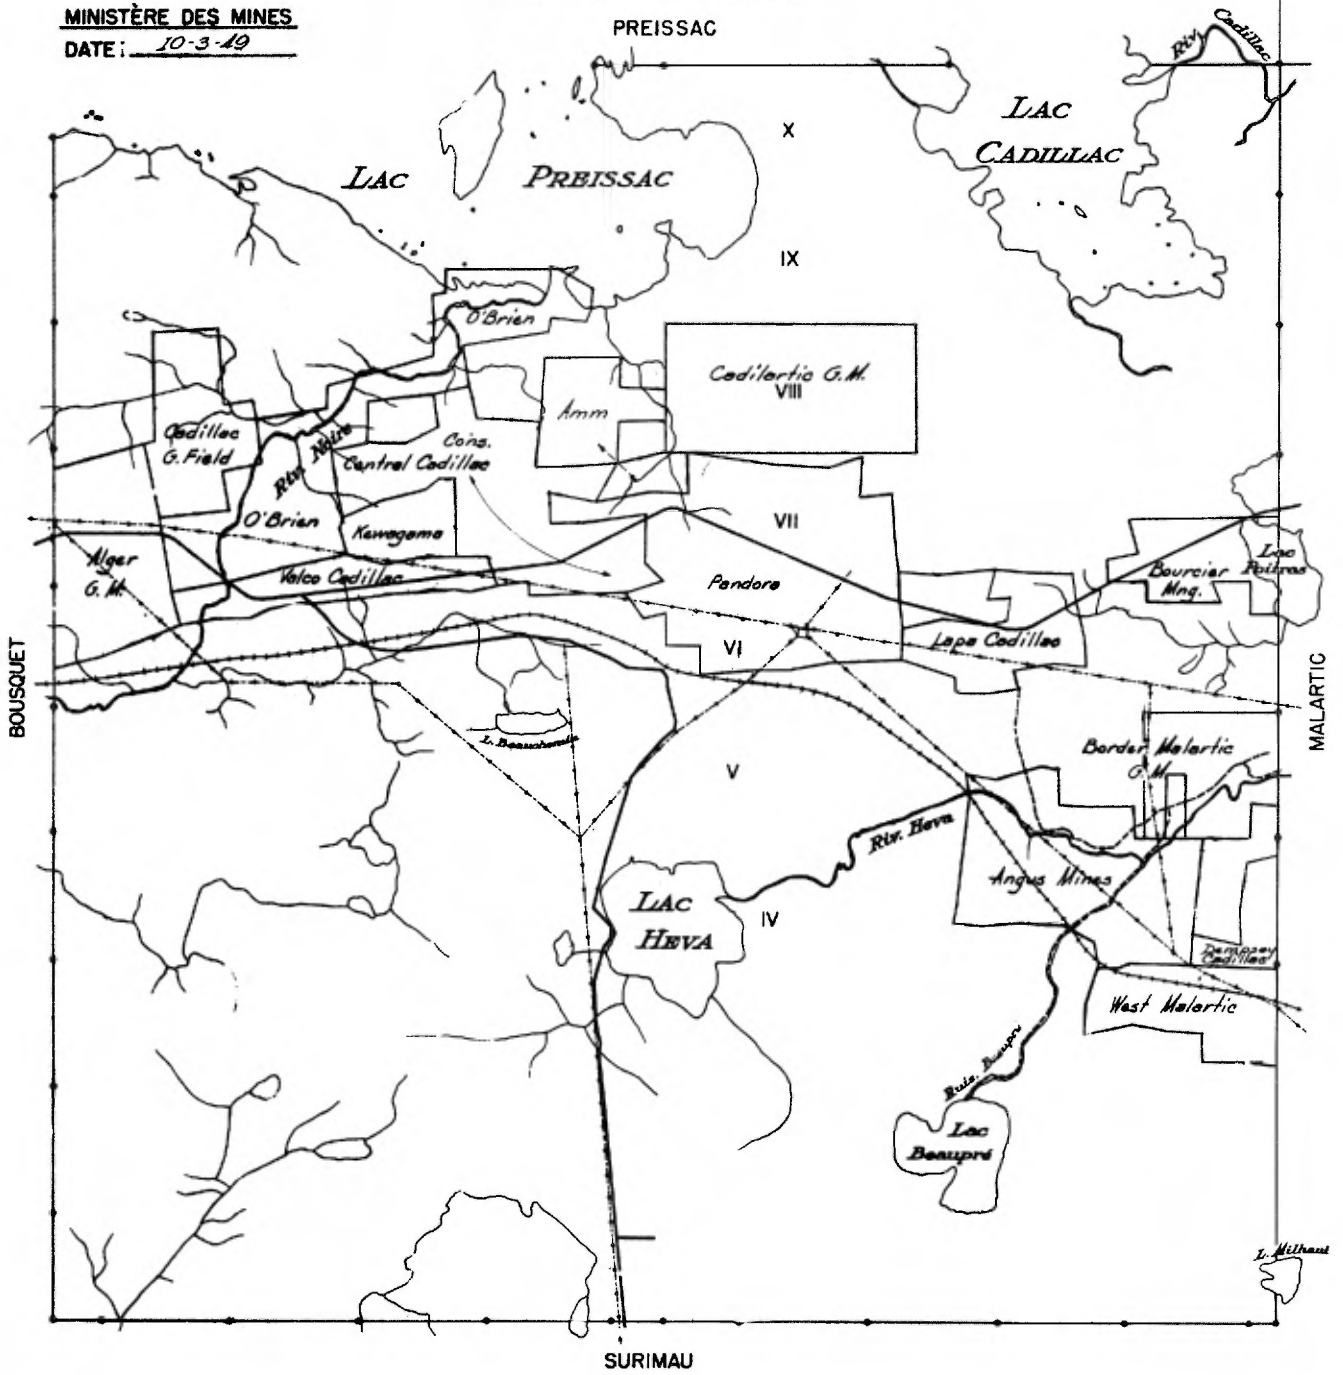 MINISTÈRE DES MINES
DATE: 10-3-49
PREISSAC
Riv. Cadillac
LAC
CADILLAC
X
LAC PREISSAC
IX
O'Brien
Cadilartic G.M.
VIII
Amm
Cadillac
G. Field
Riv. Noire
Cons.
Central Cadillac
O'Brien
Kewagama
VII
Alger
G. M.
Valco Cadillac
Pandora
Bourcier
Mng.
Lac
Poitras
VI
Lapa Cadillac
BOUSQUET
MALARTIC
L. Beauchemin
Border Malartic
G.M.
V
Riv. Heva
Angus Mines
LAC
HEVA
IV
Dempsey
Cadillac
West Malartic
Ruis. Beaupré
Lac
Beaupré
L. Milhaut
SURIMAU